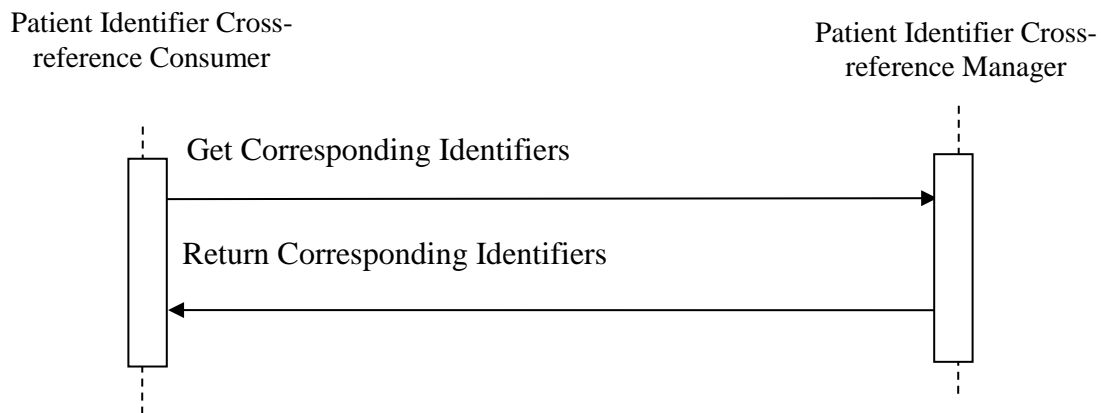 Patient Identifier Cross-
reference Consumer
Patient Identifier Cross-
reference Manager
Get Corresponding Identifiers
Return Corresponding Identifiers